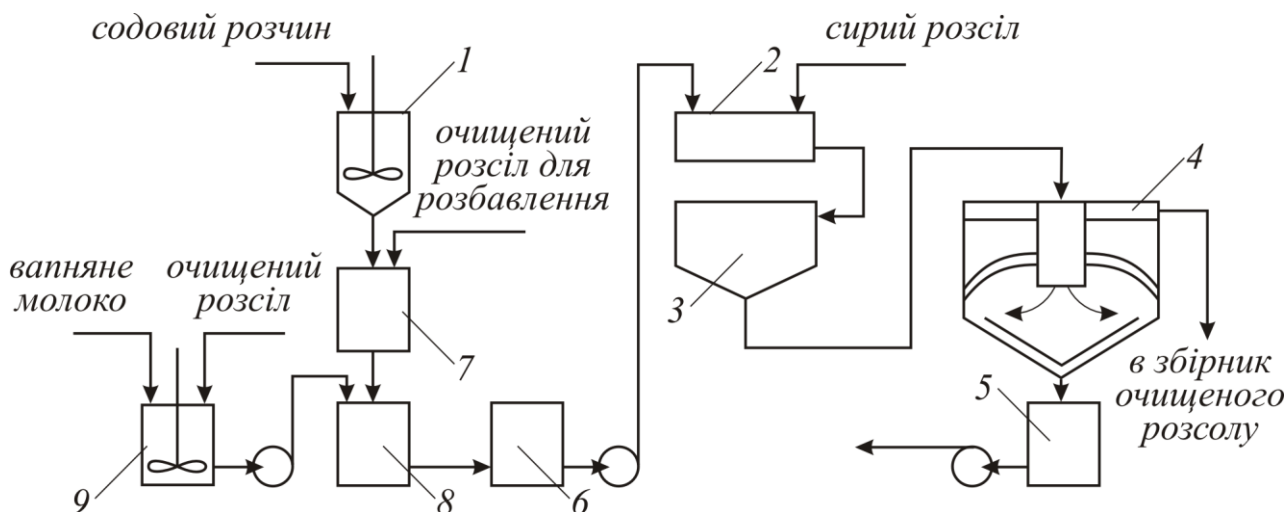 содовий розчин
1
очищений
розсіл для
розбавлення
сирий розсіл
2
3
4
вапняне
молоко
очищений
розсіл
7
9
8
6
5
в збірник
очищеного
розсолу